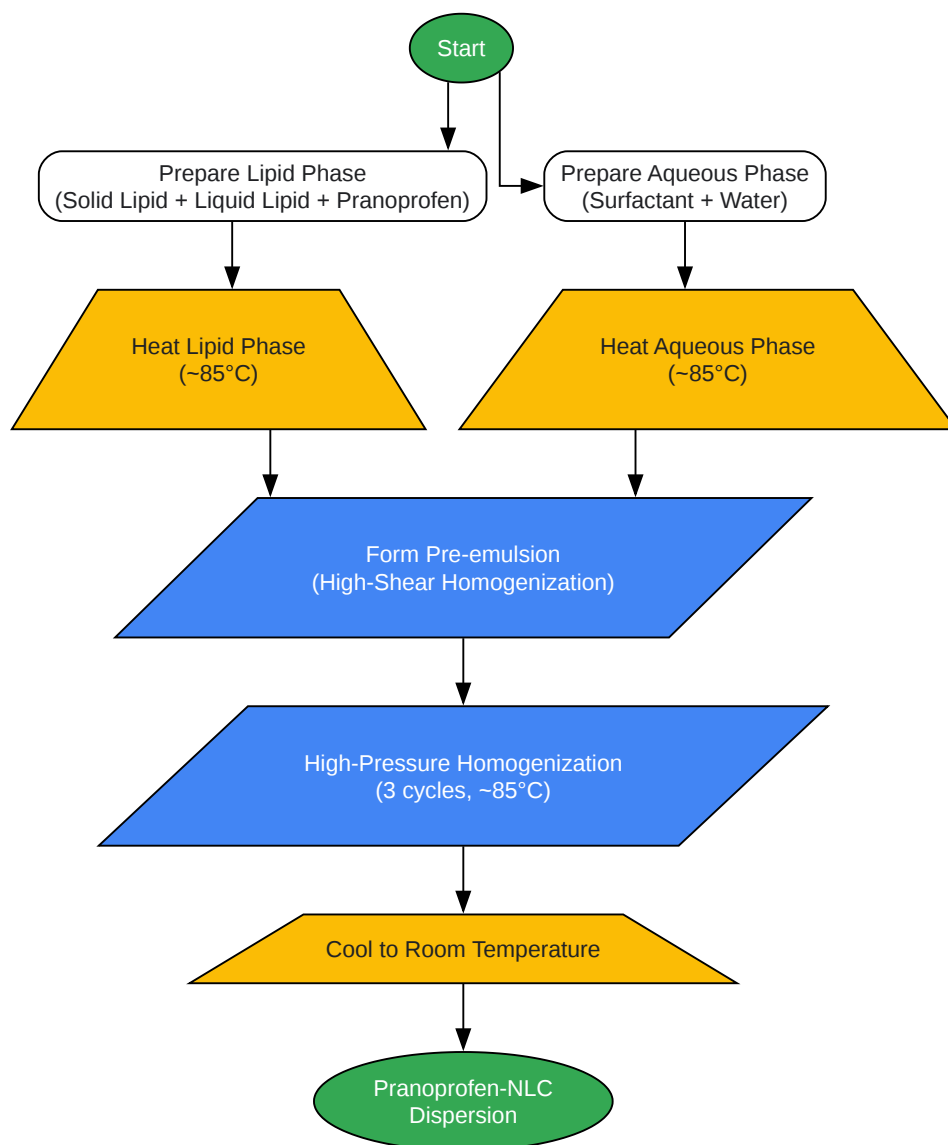 Start
Prepare Lipid Phase
(Solid Lipid + Liquid Lipid + Pranoprofen)
Prepare Aqueous Phase
(Surfactant + Water)
Heat Lipid Phase
(~85°C)
Heat Aqueous Phase
(~85°C)
Form Pre-emulsion
(High-Shear Homogenization)
High-Pressure Homogenization
(3 cycles, ~85°C)
Cool to Room Temperature
Pranoprofen-NLC
Dispersion